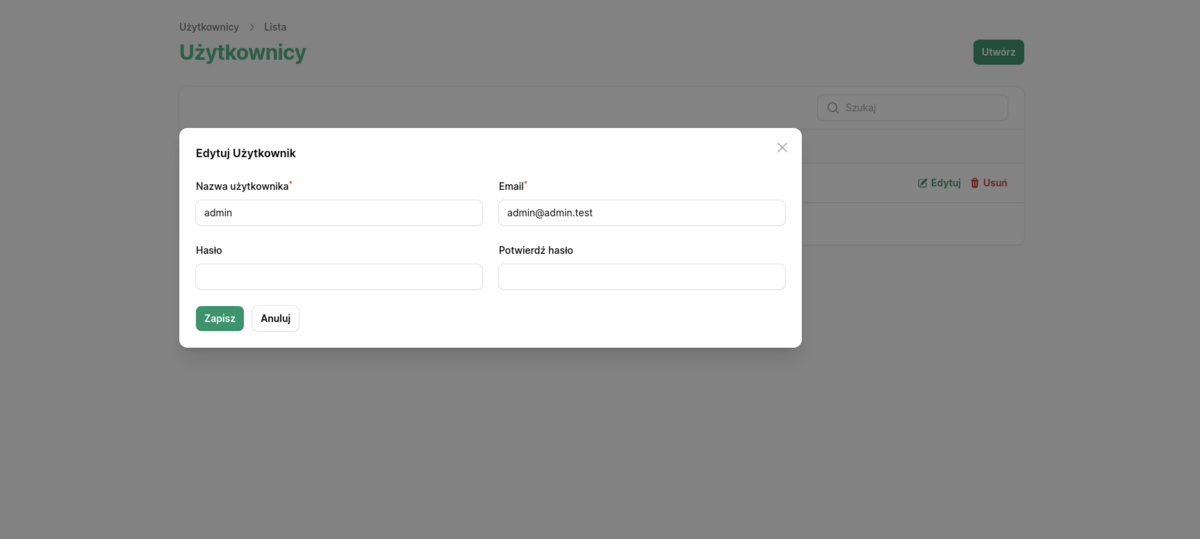 Użytkownicy > Lista
Użytkownicy
Utwórz
Szukaj
Edytuj Użytkownik
Nazwa użytkownika* Email*
admin admin@admin.test
Edytuj Usuń
Hasło Potwierdź hasło
Zapisz Anuluj